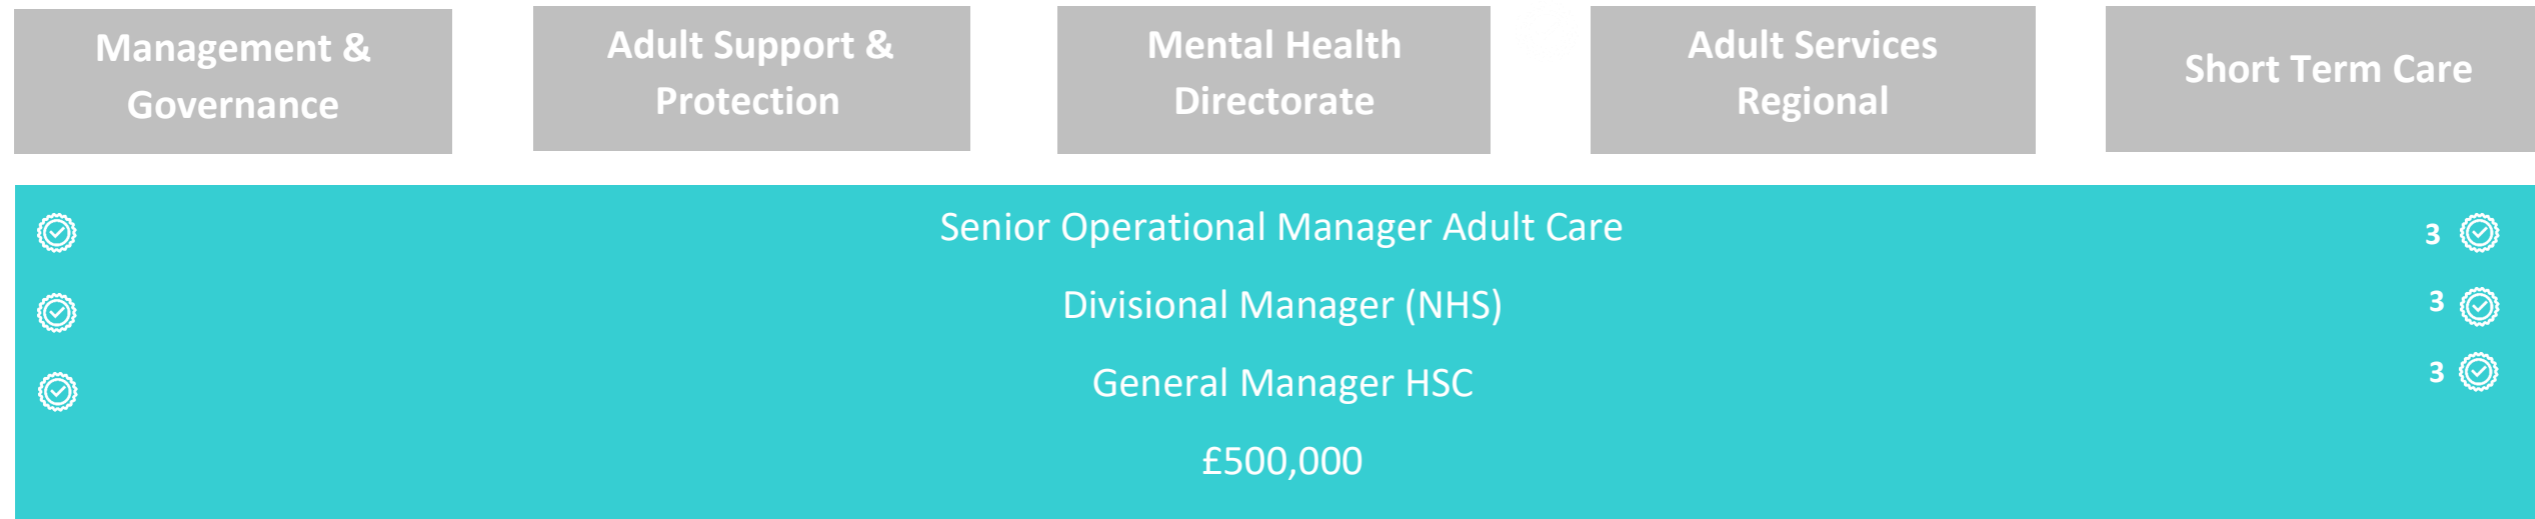 Management &
Governance
Adult Support &
Protection
Mental Health
Directorate
Adult Services
Regional
Short Term Care
Senior Operational Manager Adult Care 3
Divisional Manager (NHS) 3
General Manager HSC 3
£500,000